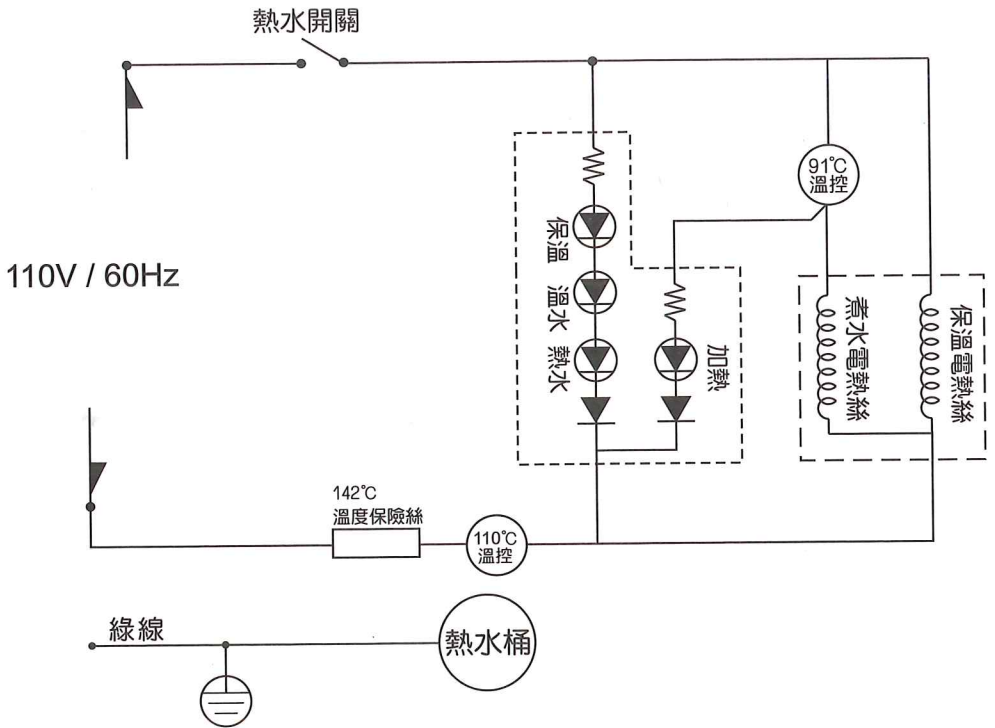 熱水開關
91℃
溫控
110V / 60Hz
保溫
溫水
熱水
加熱
煮水電熱絲
保溫電熱絲
142℃
溫度保險絲
110℃
溫控
綠線
熱水桶